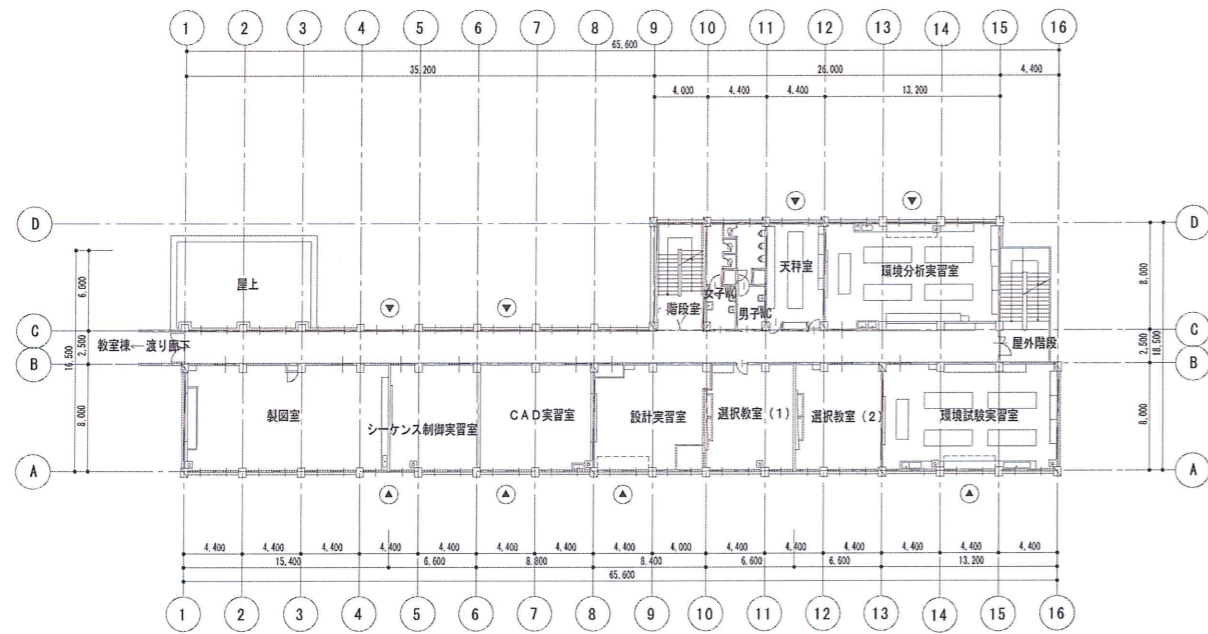 1 2 3 4 5 6 7 8 9 10 11 12 13 14 15 16
65,600
35,200 26,000 4,400
4,000 4,400 4,400 13,200
D D
屋上 階段室 女子WC 男子WC 天秤室 環境分析実習室
6,000 8,000
C C
教室棟← 渡り廊下 屋外階段
16,500 2,500 2,500 18,500
B B
製図室 シーケンス制御実習室 CAD実習室 設計実習室 選択教室(1) 選択教室(2) 環境試験実習室
8,000 8,000
A A
4,400 4,400 4,400 4,400 4,400 4,400 4,400 4,400 4,000 4,400 4,400 4,400 4,400 4,400 4,400
15,400 6,600 8,800 8,400 6,600 6,600 13,200
65,600
1 2 3 4 5 6 7 8 9 10 11 12 13 14 15 16